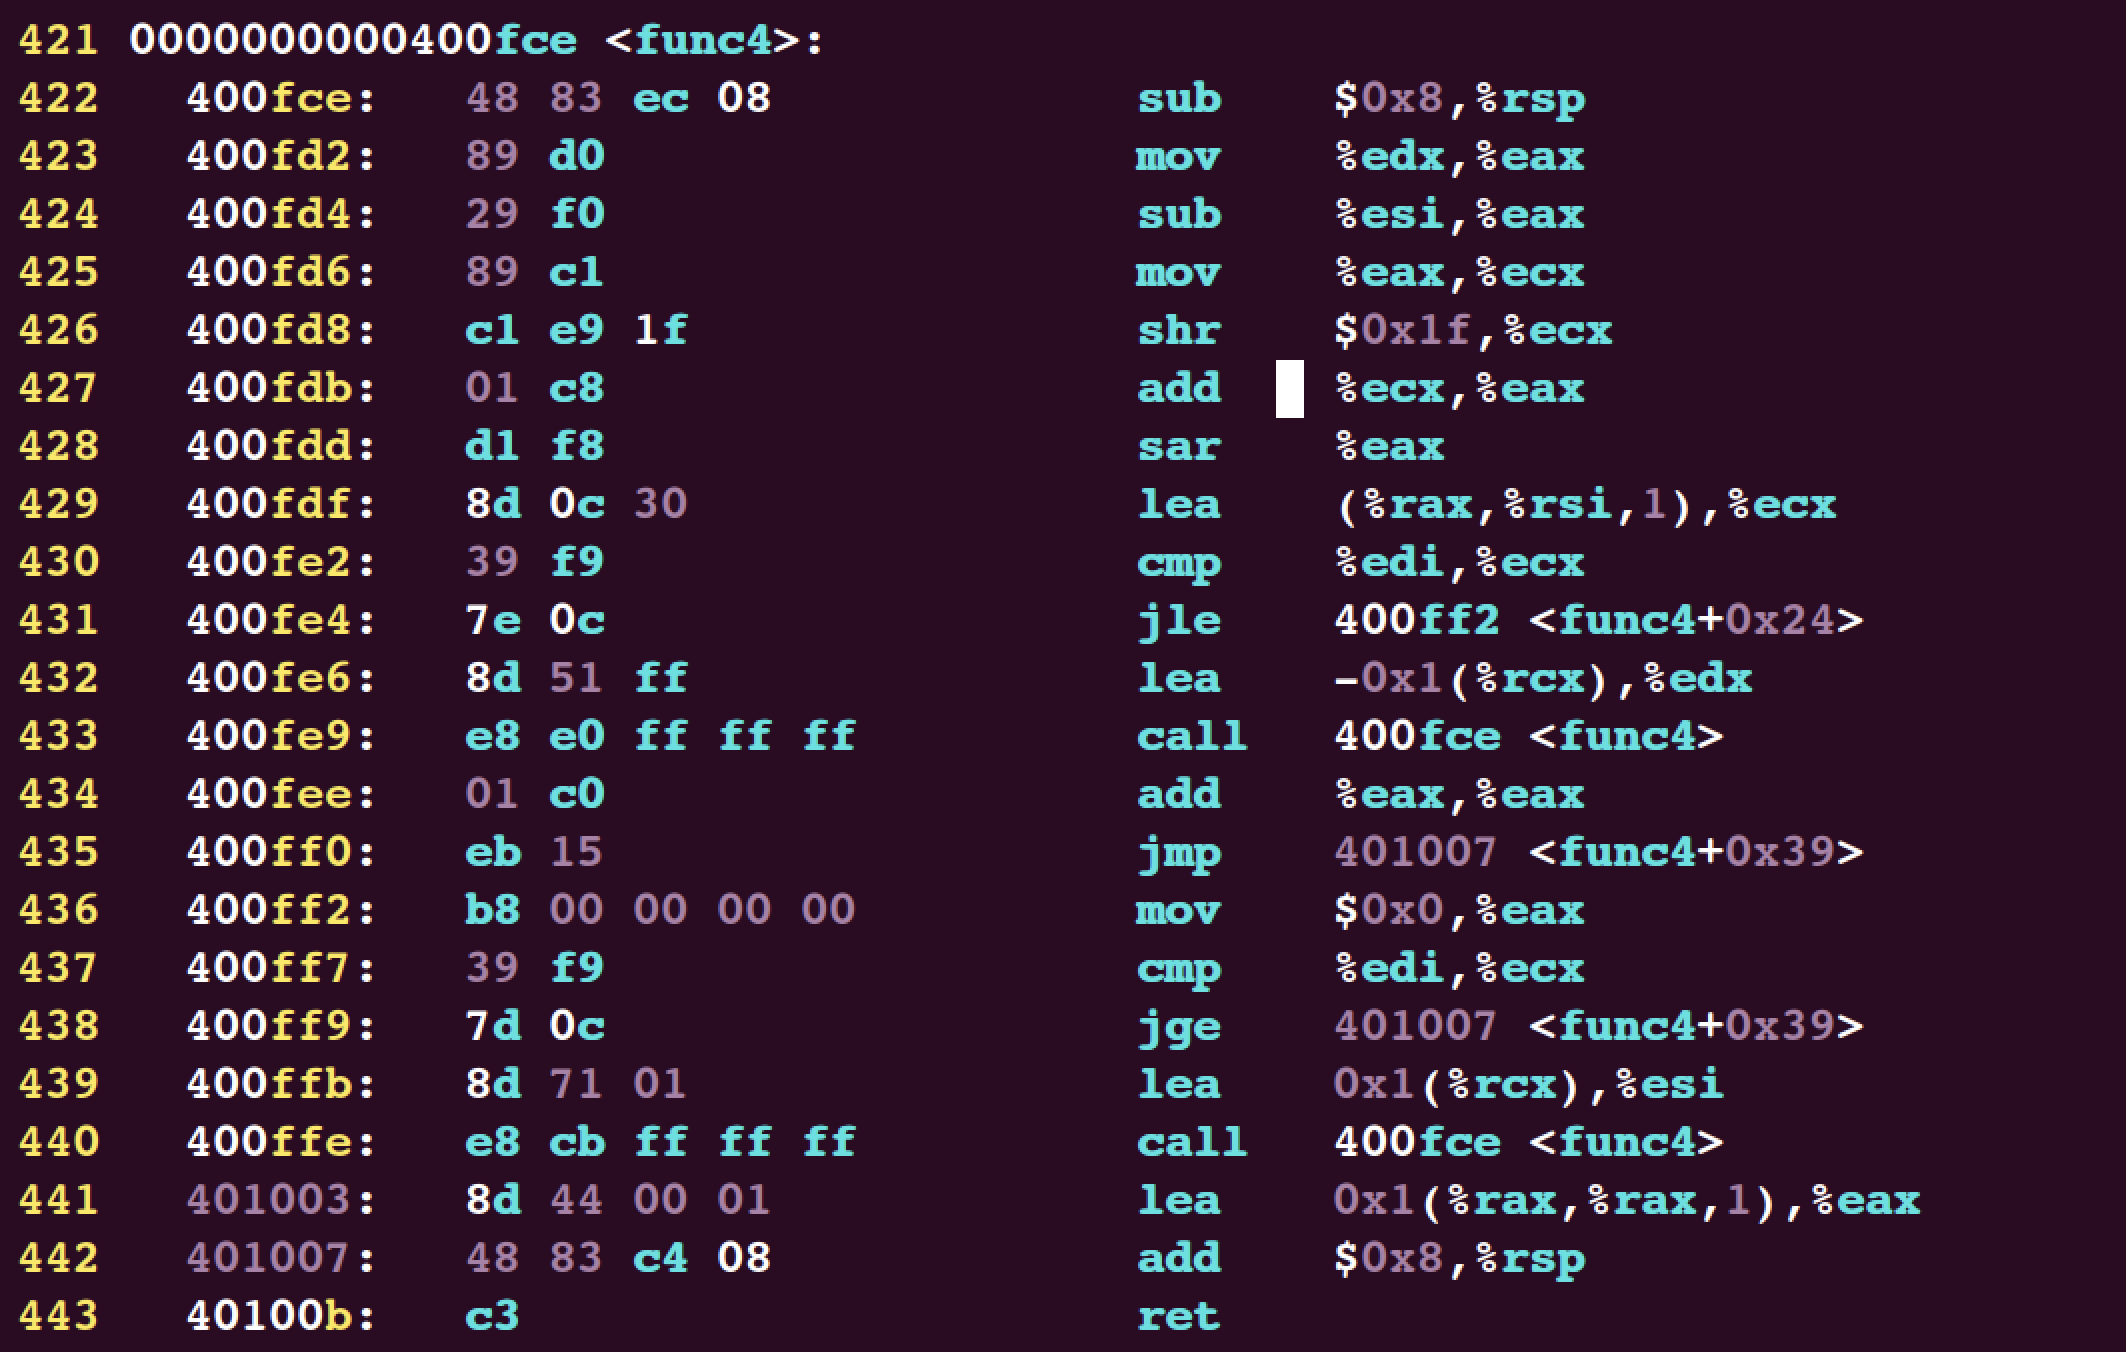 421 0000000000400fce <func4>:
422   400fce:   48 83 ec 08             sub    $0x8,%rsp
423   400fd2:   89 d0                   mov    %edx,%eax
424   400fd4:   29 f0                   sub    %esi,%eax
425   400fd6:   89 c1                   mov    %eax,%ecx
426   400fd8:   c1 e9 1f                shr    $0x1f,%ecx
427   400fdb:   01 c8                   add    %ecx,%eax
428   400fdd:   d1 f8                   sar    %eax
429   400fdf:   8d 0c 30                lea    (%rax,%rsi,1),%ecx
430   400fe2:   39 f9                   cmp    %edi,%ecx
431   400fe4:   7e 0c                   jle    400ff2 <func4+0x24>
432   400fe6:   8d 51 ff                lea    -0x1(%rcx),%edx
433   400fe9:   e8 e0 ff ff ff          call   400fce <func4>
434   400fee:   01 c0                   add    %eax,%eax
435   400ff0:   eb 15                   jmp    401007 <func4+0x39>
436   400ff2:   b8 00 00 00 00          mov    $0x0,%eax
437   400ff7:   39 f9                   cmp    %edi,%ecx
438   400ff9:   7d 0c                   jge    401007 <func4+0x39>
439   400ffb:   8d 71 01                lea    0x1(%rcx),%esi
440   400ffe:   e8 cb ff ff ff          call   400fce <func4>
441   401003:   8d 44 00 01             lea    0x1(%rax,%rax,1),%eax
442   401007:   48 83 c4 08             add    $0x8,%rsp
443   40100b:   c3                      ret